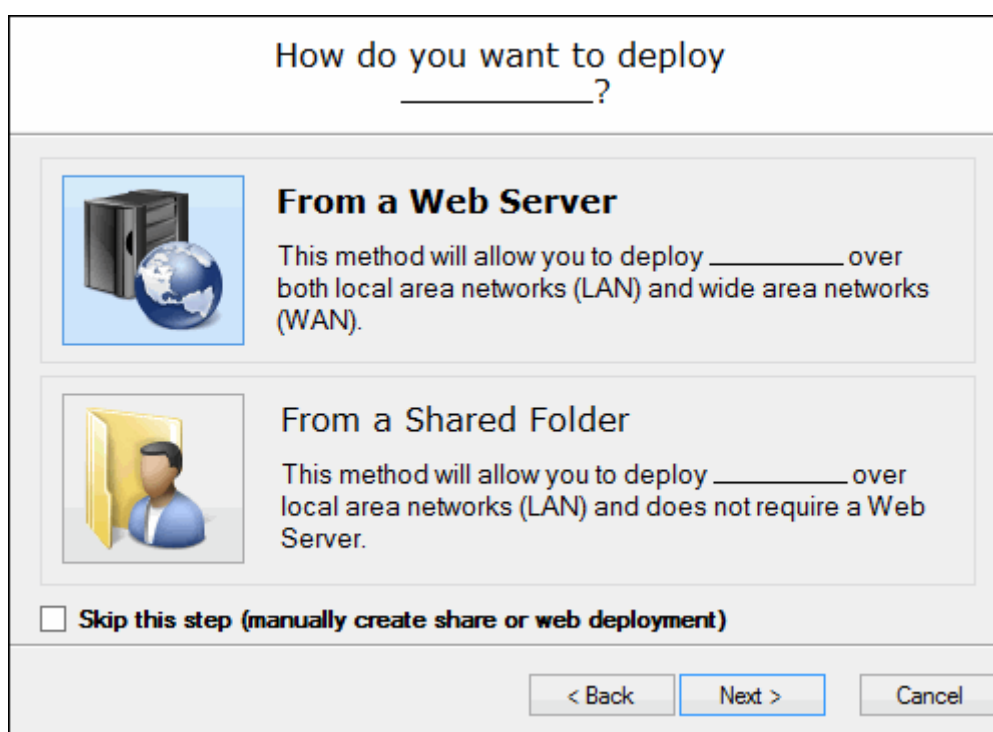 How do you want to deploy
__________?
From a Web Server
This method will allow you to deploy __________ over
both local area networks (LAN) and wide area networks
(WAN).
From a Shared Folder
This method will allow you to deploy __________ over
local area networks (LAN) and does not require a Web
Server.
Skip this step (manually create share or web deployment)
< Back Next > Cancel